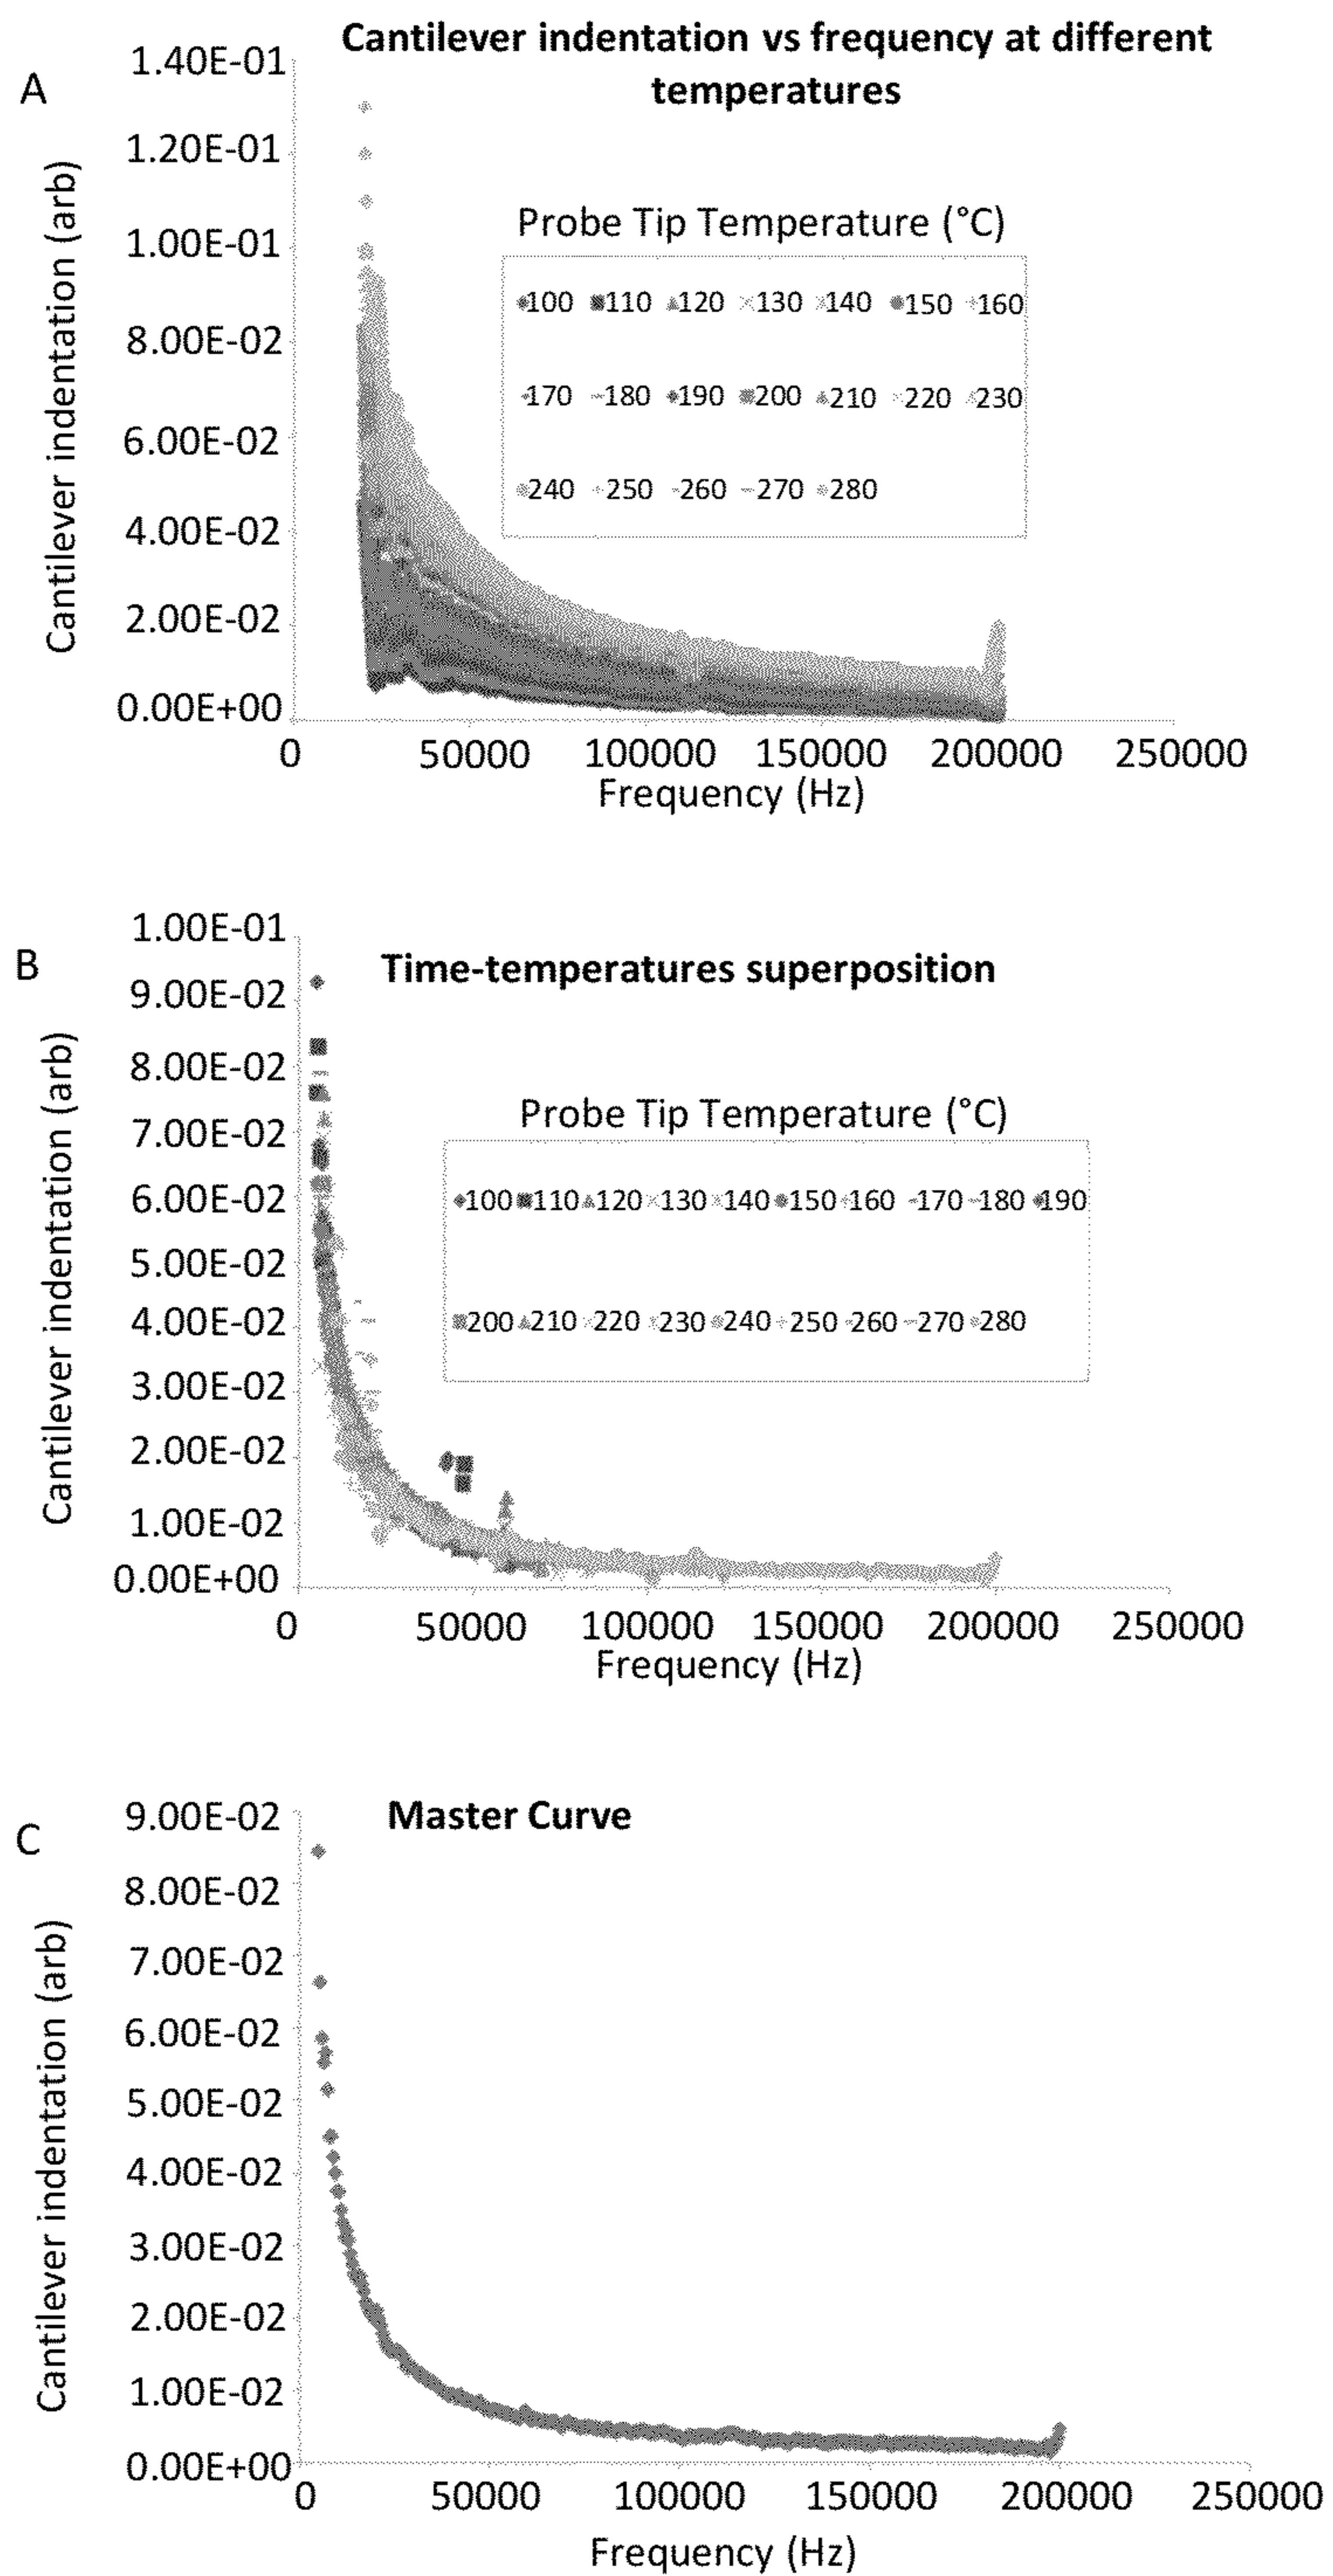 A
Cantilever indentation vs frequency at different
temperatures
Cantilever indentation (arb)
1.40E-01
1.20E-01
1.00E-01
8.00E-02
6.00E-02
4.00E-02
2.00E-02
0.00E+00
Probe Tip Temperature (°C)
100 110 120 130 140 150 160
170 180 190 200 210 220 230
240 250 260 270 280
0 50000 100000 150000 200000 250000
Frequency (Hz)
B
Time-temperatures superposition
Cantilever indentation (arb)
1.00E-01
9.00E-02
8.00E-02
7.00E-02
6.00E-02
5.00E-02
4.00E-02
3.00E-02
2.00E-02
1.00E-02
0.00E+00
Probe Tip Temperature (°C)
100 110 120 130 140 150 160 170 180 190
200 210 220 230 240 250 260 270 280
0 50000 100000 150000 200000 250000
Frequency (Hz)
C
Master Curve
Cantilever indentation (arb)
9.00E-02
8.00E-02
7.00E-02
6.00E-02
5.00E-02
4.00E-02
3.00E-02
2.00E-02
1.00E-02
0.00E+00
0 50000 100000 150000 200000 250000
Frequency (Hz)